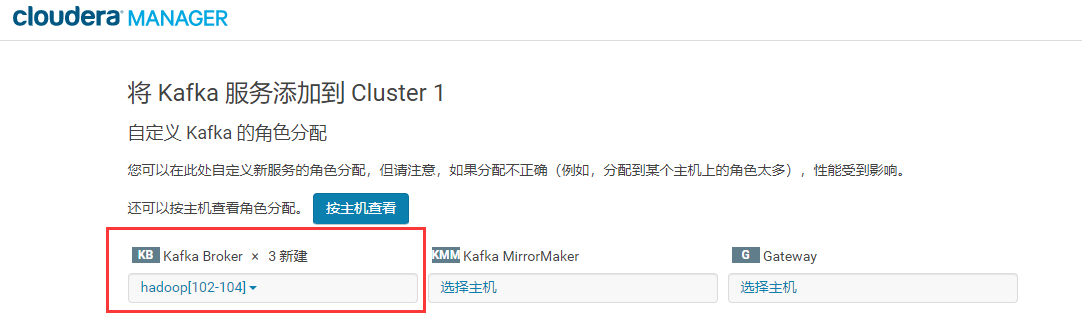 cloudera MANAGER
将 Kafka 服务添加到 Cluster 1
自定义 Kafka 的角色分配
您可以在此处自定义新服务的角色分配，但请注意，如果分配不正确（例如，分配到某个主机上的角色太多），性能受到影响。
还可以按主机查看角色分配。 按主机查看
KB Kafka Broker × 3 新建 KMM Kafka MirrorMaker G Gateway
hadoop[102-104] 选择主机 选择主机